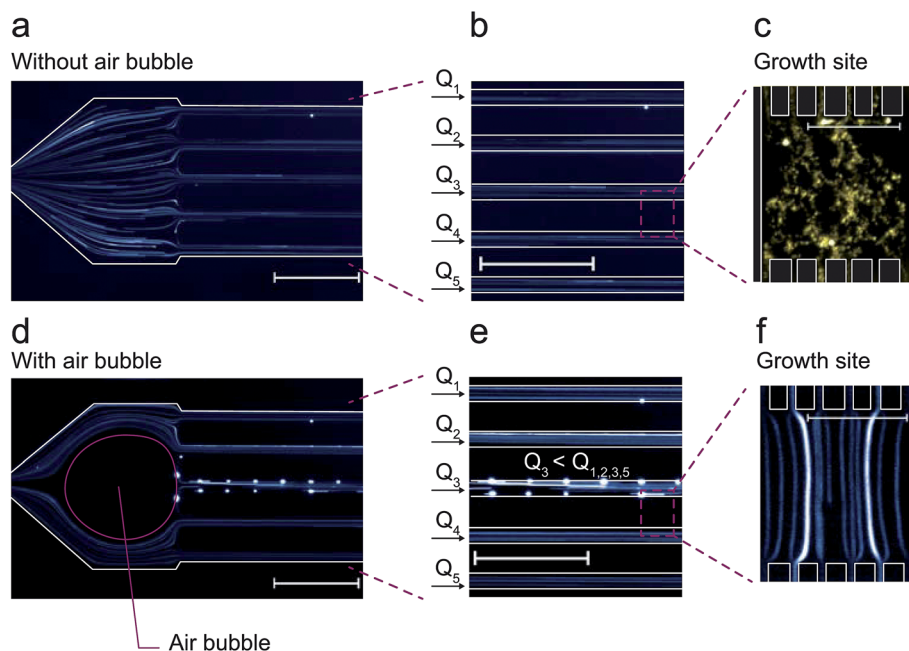 a
Without air bubble
b
Q1
Q2
Q3
Q4
Q5
c
Growth site
d
With air bubble
e
Q1
Q2
Q3
Q4
Q5
Q3 < Q1,2,3,5
f
Growth site
Air bubble